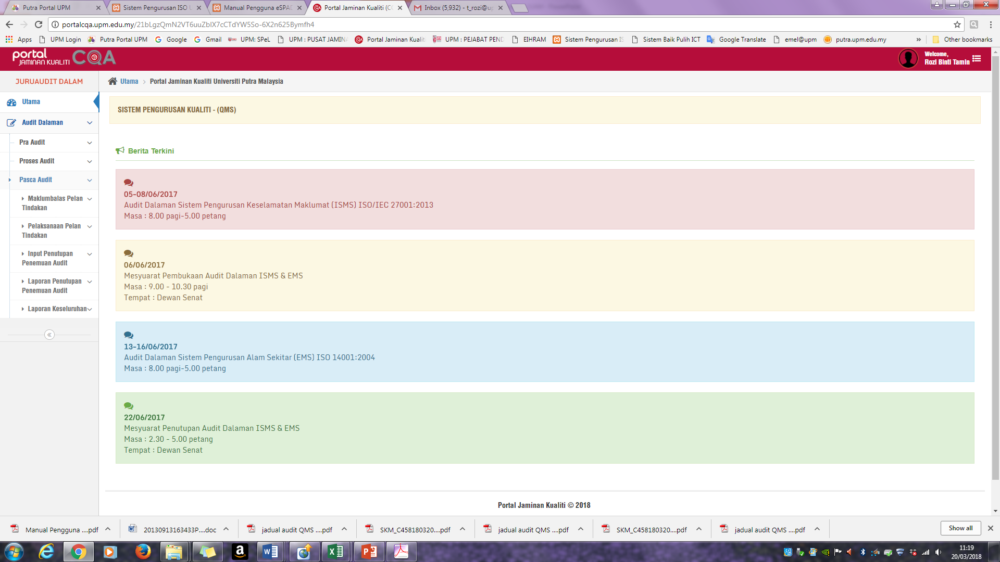 Putra Portal UPM
Sistem Pengurusan ISO U
Manual Pengguna eSPAD
Portal Jaminan Kualiti (C
Inbox (5,932) - t_rozi@up
portalcqa.upm.edu.my/21bLgzQmN2VT6uuZbIX7cCTdYW5So-6X2n625Bymfh4
Apps
UPM Login
Putra Portal UPM
Google
Gmail
UPM: SPeL
UPM : PUSAT JAMINA
Portal Jaminan Kualit
UPM : PEJABAT PEND
EIHRAM
Sistem Pengurusan IS
Sistem Baik Pulih ICT
Google Translate
emel@upm
putra.upm.edu.my
»
Other bookmarks
portal
JAMINAN KUALITI
CQA
Welcome,
Rozi Binti Tamin
JURUAUDIT DALAM
Utama > Portal Jaminan Kualiti Universiti Putra Malaysia
Utama
Audit Dalaman
Pra Audit
Proses Audit
Pasca Audit
Maklumbalas Pelan
Tindakan
Pelaksanaan Pelan
Tindakan
Input Penutupan
Penemuan Audit
Laporan Penutupan
Penemuan Audit
Laporan Keseluruhan
SISTEM PENGURUSAN KUALITI - (QMS)
Berita Terkini
05-08/06/2017
Audit Dalaman Sistem Pengurusan Keselamatan Maklumat (ISMS) ISO/IEC 27001:2013
Masa : 8.00 pagi-5.00 petang
06/06/2017
Mesyuarat Pembukaan Audit Dalaman ISMS & EMS
Masa : 9.00 - 10.30 pagi
Tempat : Dewan Senat
13-16/06/2017
Audit Dalaman Sistem Pengurusan Alam Sekitar (EMS) ISO 14001:2004
Masa : 8.00 pagi-5.00 petang
22/06/2017
Mesyuarat Penutupan Audit Dalaman ISMS & EMS
Masa : 2.30 - 5.00 petang
Tempat : Dewan Senat
Portal Jaminan Kualiti © 2018
Manual Pengguna ....pdf
20130913163433P....doc
jadual audit QMS ....pdf
SKM_C458180320....pdf
jadual audit QMS ....pdf
SKM_C458180320....pdf
jadual audit QMS ....pdf
Show all
11:19
20/03/2018